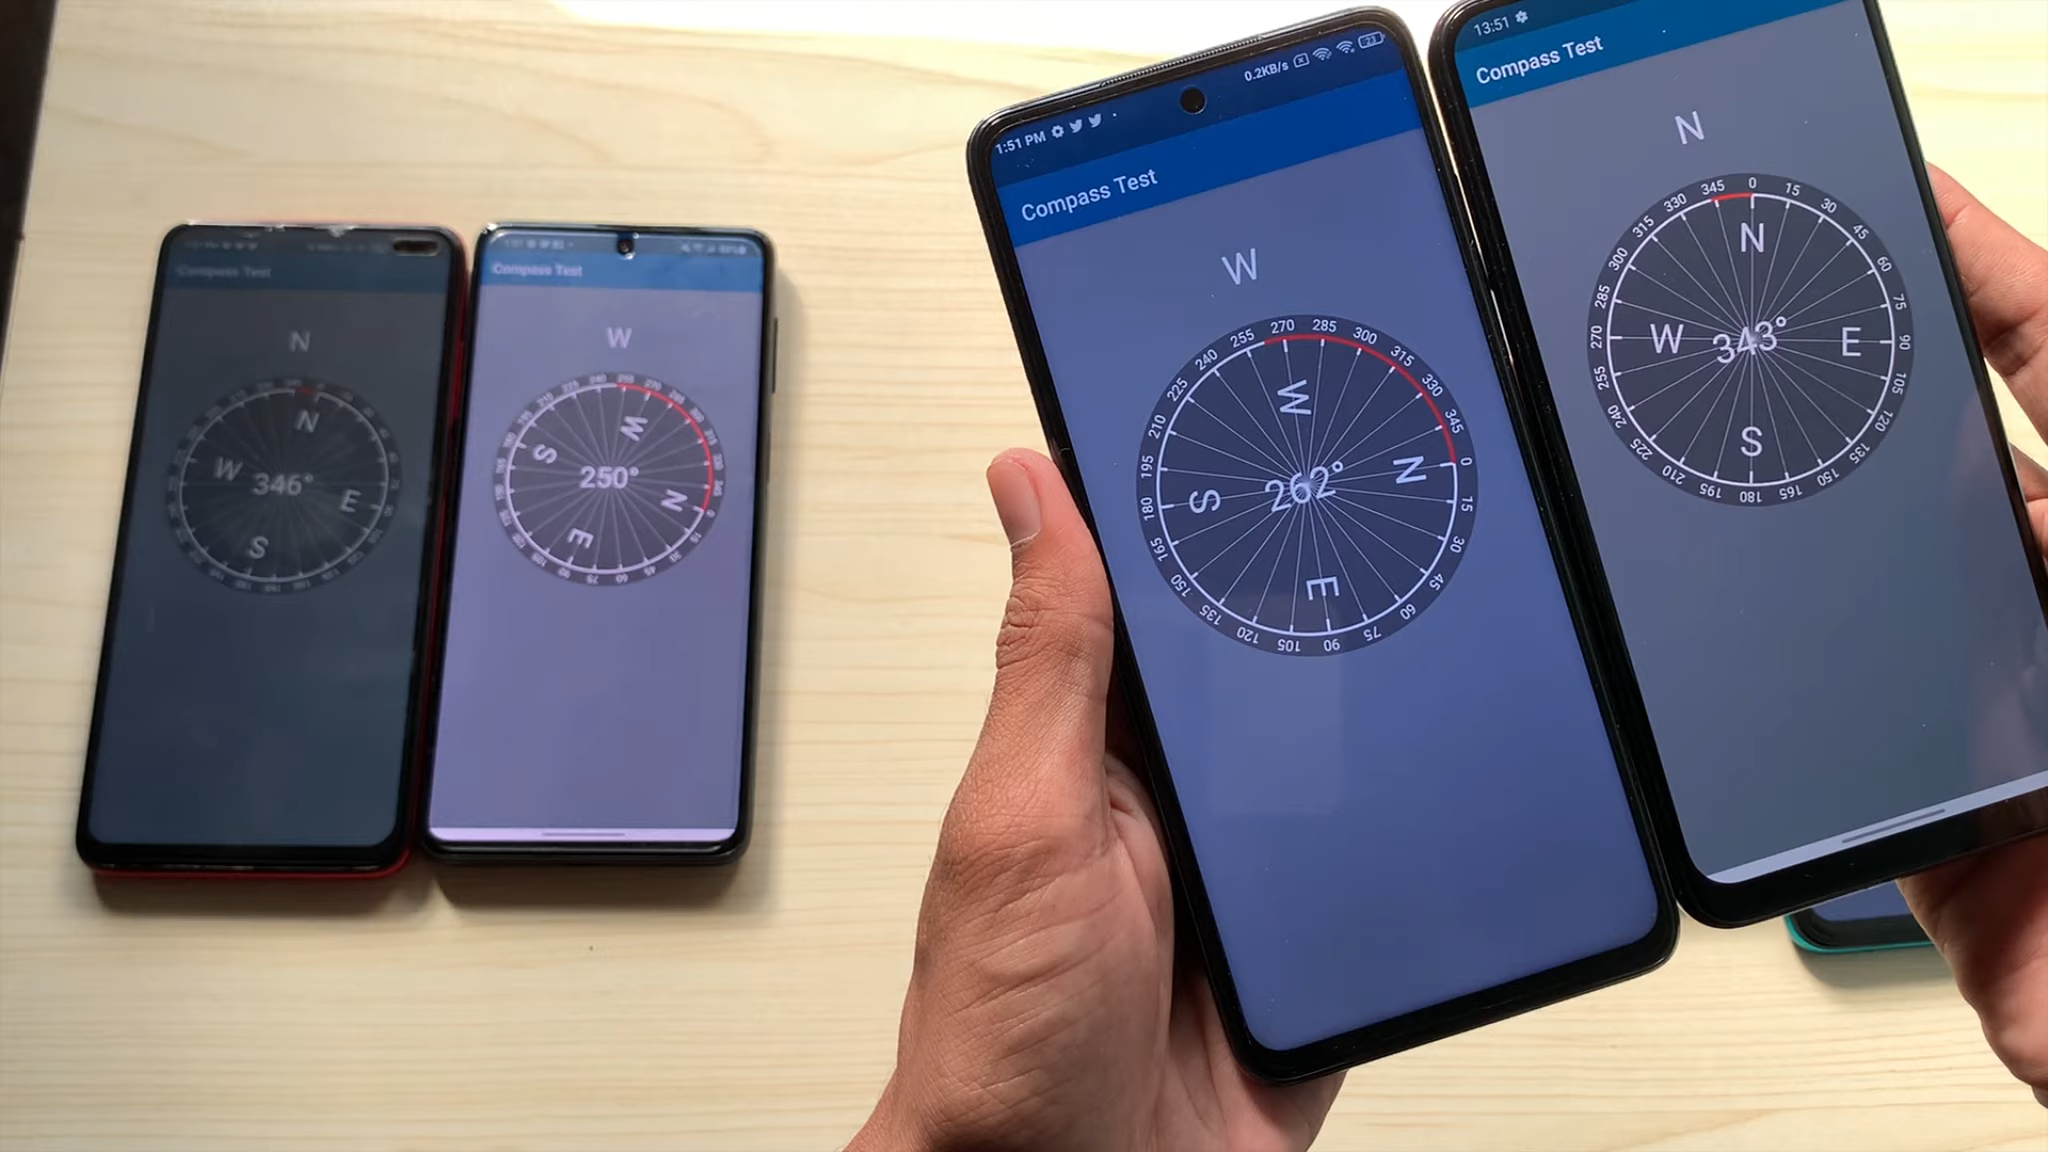 Compass Test
N
N
W
346°
E
S
Compass Test
W
W
S
250°
N
E
1:51 PM
0.2KB/s
23
Compass Test
W
270 285 300 315 330 345 0 15 30 45 60 75 90 105 120 135 150 165 180 195 210 225 240 255
W
N
262°
S
E
13:51
Compass Test
N
0 15 30 45 60 75 90 105 120 135 150 165 180 195 210 225 240 255 270 285 300 315 330 345
N
W
343°
E
S